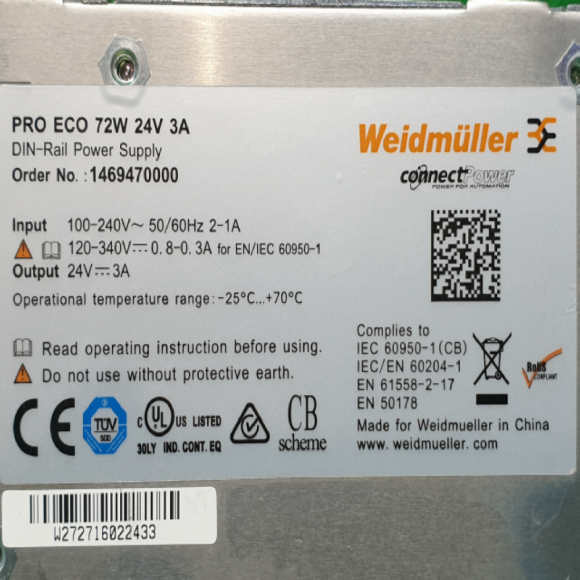 PRO ECO 72W 24V 3A
DIN-Rail Power Supply
Order No. : 1469470000
Weidmüller
connectPower
POWER FOR AUTOMATION
Input 100-240V~ 50/60Hz 2-1A
120-340V⎓ 0.8-0.3A for EN/IEC 60950-1
Output 24V⎓ 3A
Operational temperature range: -25°C...+70°C
Read operating instruction before using.
Do not use without protective earth.
Complies to
IEC 60950-1(CB)
IEC/EN 60204-1
EN 61558-2-17
EN 50178
RoHS
COMPLIANT
Made for Weidmueller in China
www. weidmueller. com
CE
TÜV
SÜD
C UL US LISTED
30LY IND. CONT. EQ
CB
scheme
W272716022433